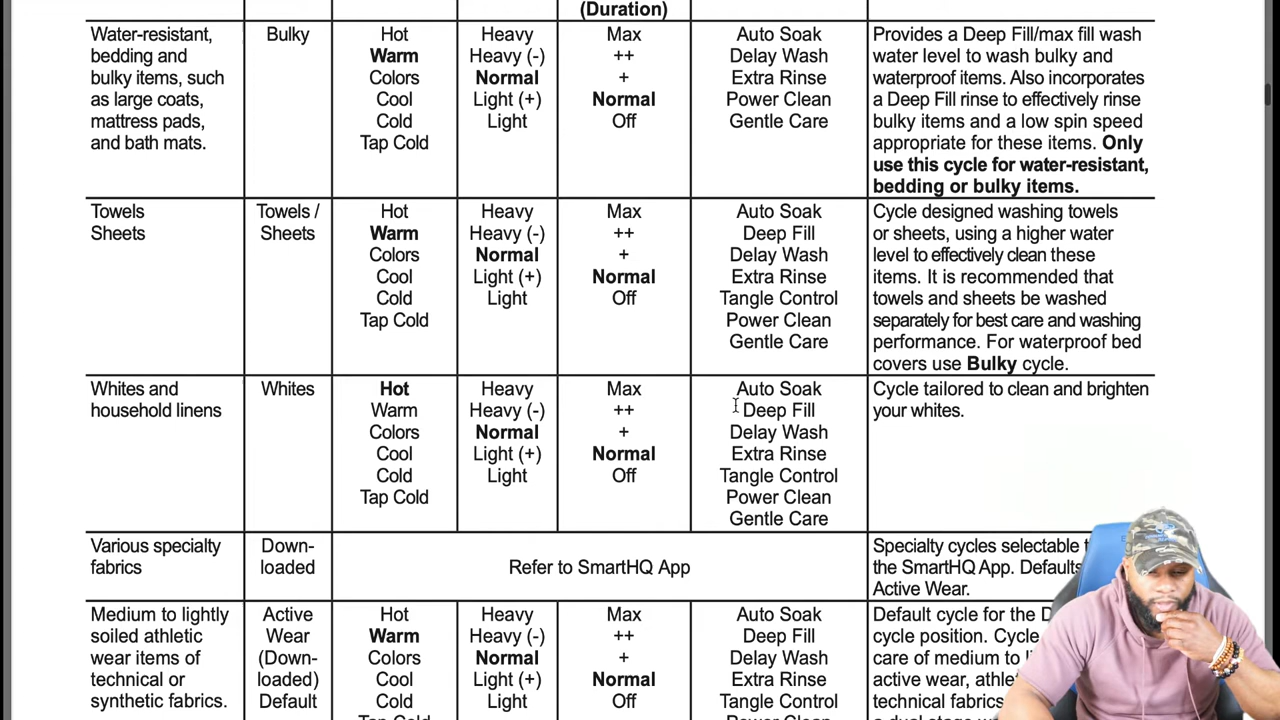 (Duration)
Water-resistant,
bedding and
bulky items, such
as large coats,
mattress pads,
and bath mats.
Bulky
Hot
Warm
Colors
Cool
Cold
Tap Cold
Heavy
Heavy (-)
Normal
Light (+)
Light
Max
++
+
Normal
Off
Auto Soak
Delay Wash
Extra Rinse
Power Clean
Gentle Care
Provides a Deep Fill/max fill wash
water level to wash bulky and
waterproof items. Also incorporates
a Deep Fill rinse to effectively rinse
bulky items and a low spin speed
appropriate for these items. Only
use this cycle for water-resistant,
bedding or bulky items.
Towels
Sheets
Towels /
Sheets
Hot
Warm
Colors
Cool
Cold
Tap Cold
Heavy
Heavy (-)
Normal
Light (+)
Light
Max
++
+
Normal
Off
Auto Soak
Deep Fill
Delay Wash
Extra Rinse
Tangle Control
Power Clean
Gentle Care
Cycle designed washing towels
or sheets, using a higher water
level to effectively clean these
items. It is recommended that
towels and sheets be washed
separately for best care and washing
performance. For waterproof bed
covers use Bulky cycle.
Whites and
household linens
Whites
Hot
Warm
Colors
Cool
Cold
Tap Cold
Heavy
Heavy (-)
Normal
Light (+)
Light
Max
++
+
Normal
Off
Auto Soak
Deep Fill
Delay Wash
Extra Rinse
Tangle Control
Power Clean
Gentle Care
Cycle tailored to clean and brighten
your whites.
Various specialty
fabrics
Down-
loaded
Refer to SmartHQ App
Specialty cycles selectable
the SmartHQ App. Defaults
Active Wear.
Medium to lightly
soiled athletic
wear items of
technical or
synthetic fabrics.
Active
Wear
(Down-
loaded)
Default
Hot
Warm
Colors
Cool
Cold
Tap Cold
Heavy
Heavy (-)
Normal
Light (+)
Light
Max
++
+
Normal
Off
Auto Soak
Deep Fill
Delay Wash
Extra Rinse
Tangle Control
Power Clean
Default cycle for the
cycle position. Cycle
care of medium to
active wear,
technical fabrics
a dual stage